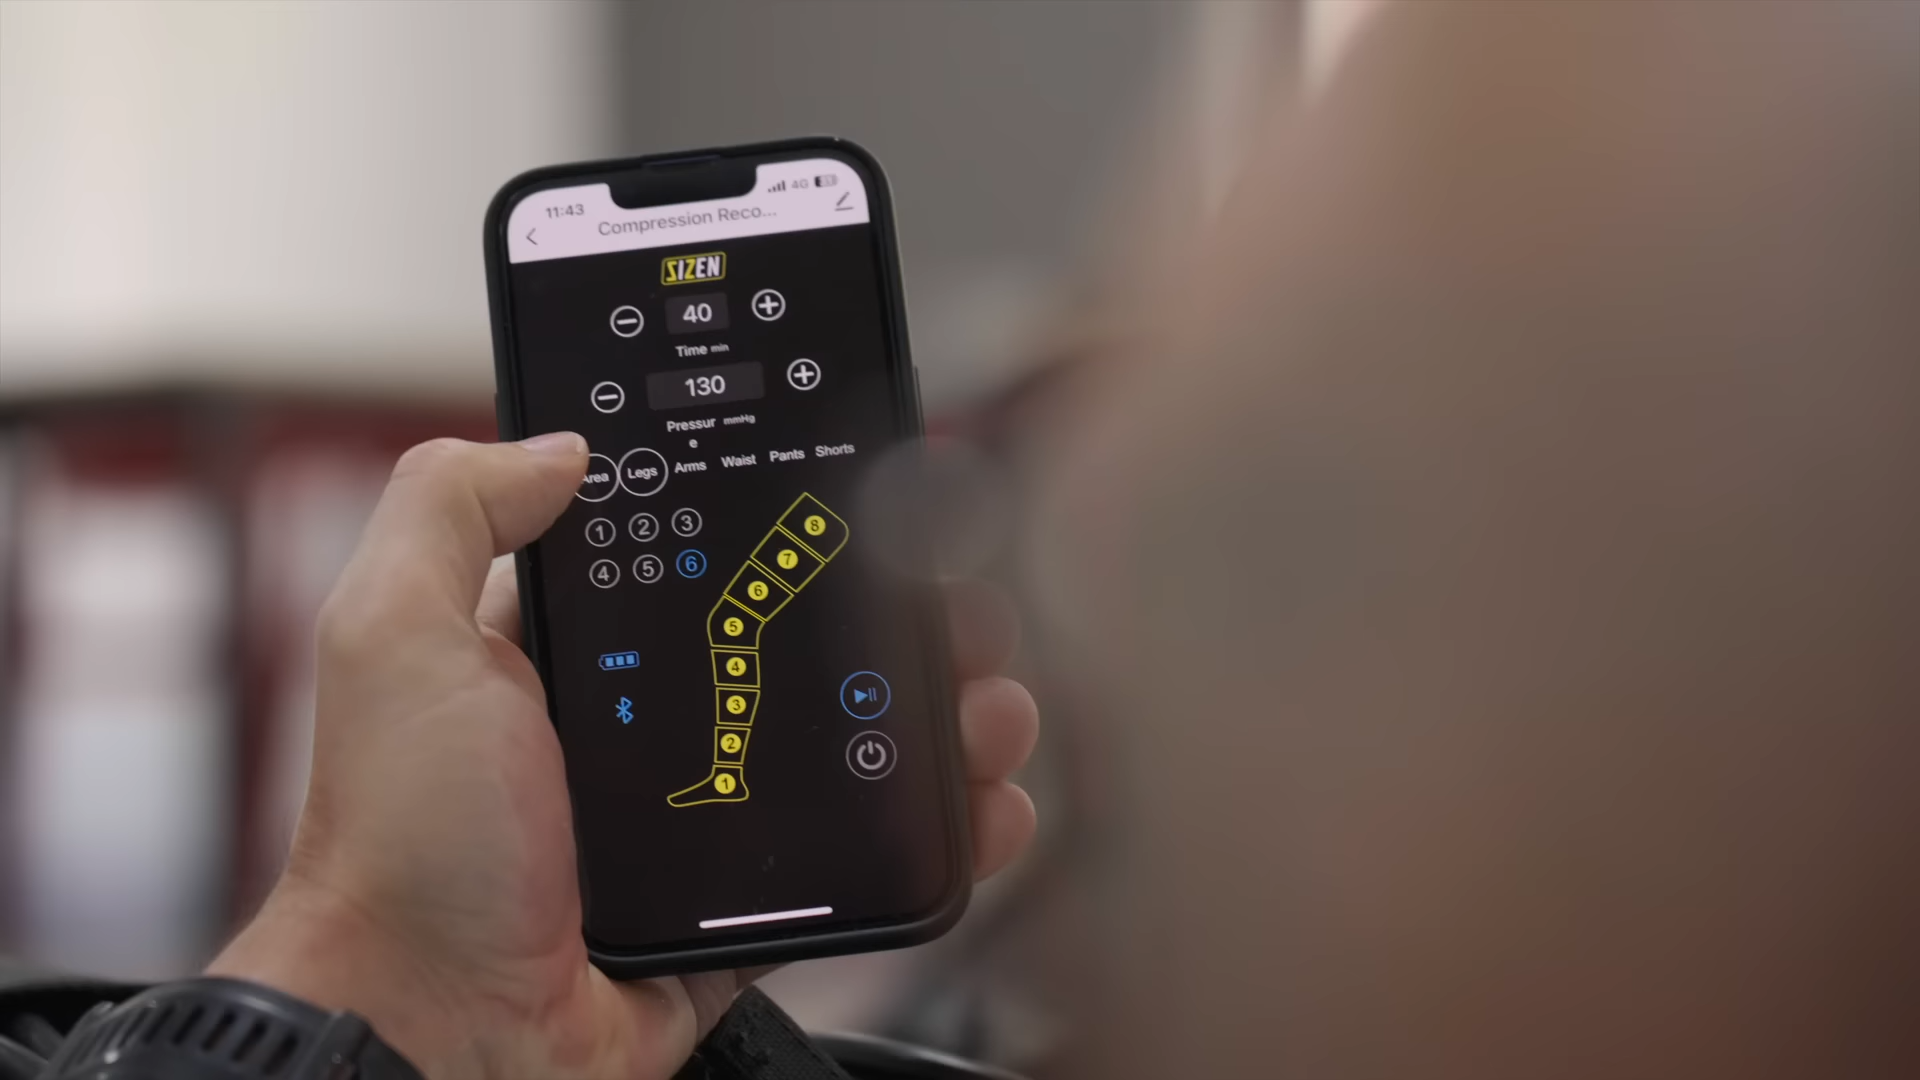 11:43
4G
Compression Reco...
SIZEN
40
Time min
130
Pressur mmHg
e
Area Legs Arms Waist Pants Shorts
1 2 3
4 5 6
8
7
6
5
4
3
2
1